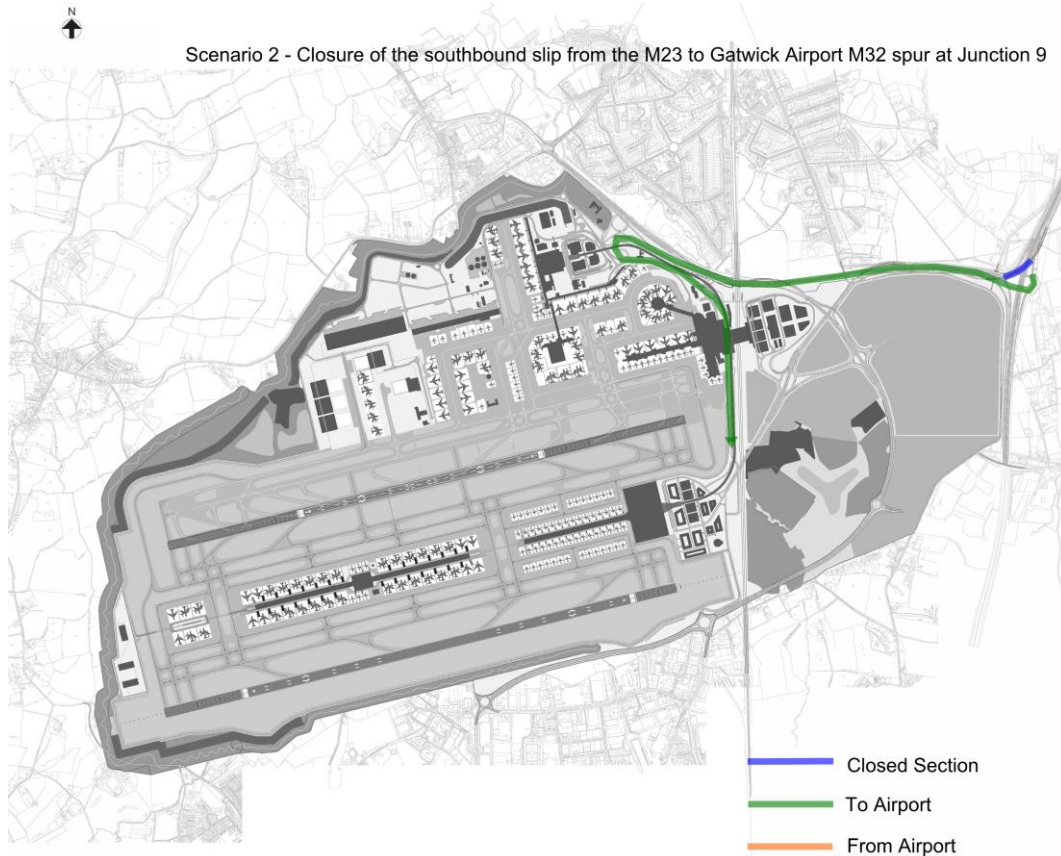 N
Scenario 2 - Closure of the southbound slip from the M23 to Gatwick Airport M32 spur at Junction 9
Closed Section
To Airport
From Airport